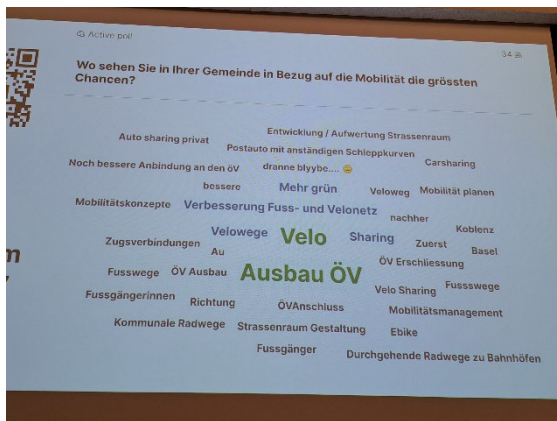 Active poll
34
Wo sehen Sie in Ihrer Gemeinde in Bezug auf die Mobilität die grössten
Chancen?
Entwicklung / Aufwertung Strassenraum
Auto sharing privat
Postauto mit anständigen Schleppkurven
Carsharing
Noch bessere Anbindung an den öV
dranne blyybe.... 😊
bessere
Mehr grün
Veloweg
Mobilität planen
Mobilitätskonzepte
Verbesserung Fuss- und Velonetz
nachher
Koblenz
Velowege
Velo
Sharing
Zuerst
Basel
Zugsverbindungen
Au
ÖV Erschliessung
Fusswege
ÖV Ausbau
Ausbau ÖV
Velo Sharing
Fussswege
Fussgängerinnen
Richtung
ÖVAnschluss
Mobilitätsmanagement
Kommunale Radwege
Strassenraum Gestaltung
Ebike
Fussgänger
Durchgehende Radwege zu Bahnhöfen